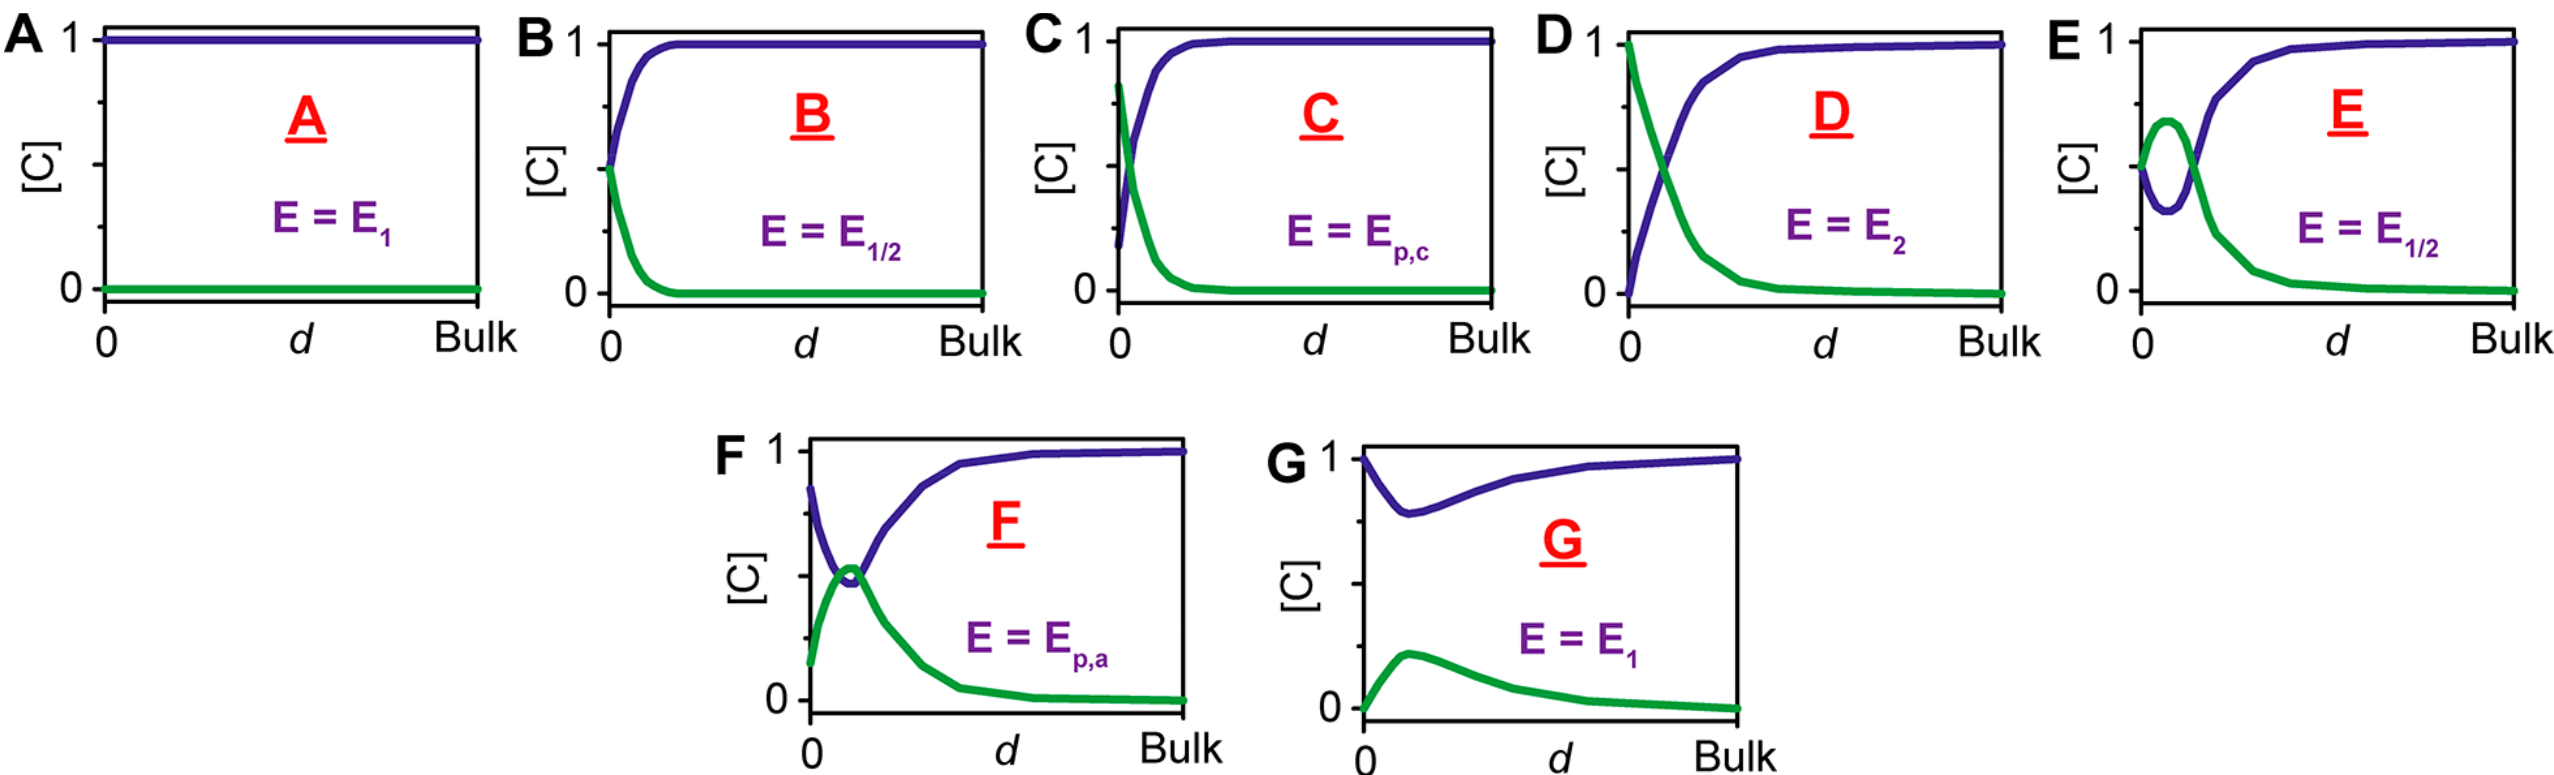 A
1
[C]
0
A
E = E1
0
d
Bulk
B
1
[C]
0
B
E = E1/2
0
d
Bulk
C
1
[C]
0
C
E = Ep,c
0
d
Bulk
D
1
[C]
0
D
E = E2
0
d
Bulk
E
1
[C]
0
E
E = E1/2
0
d
Bulk
F
1
[C]
0
F
E = Ep,a
0
d
Bulk
G
1
[C]
0
G
E = E1
0
d
Bulk